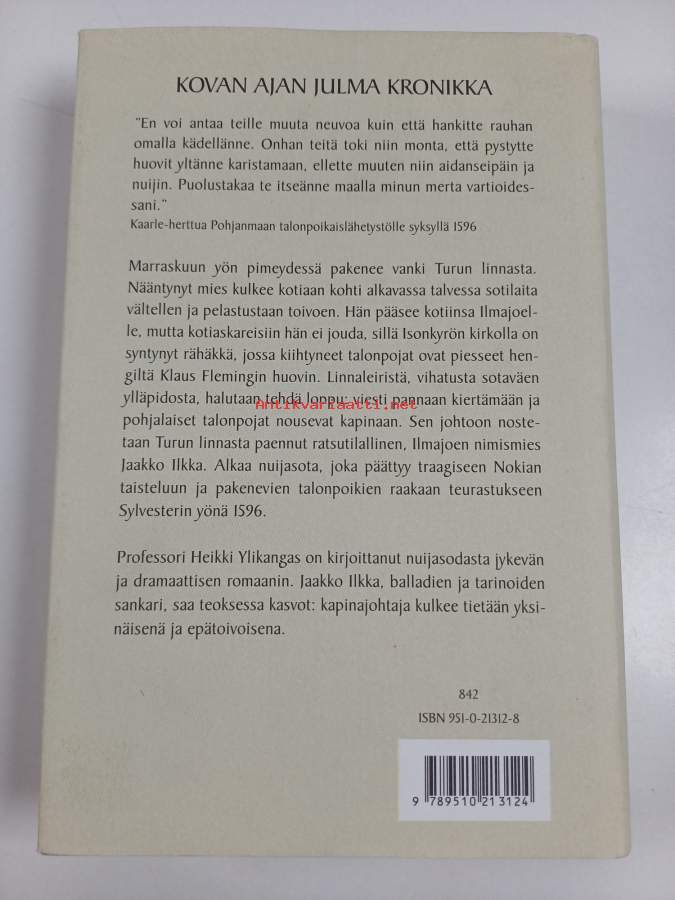 KOVAN AJAN JULMA KRONIKKA
"En voi antaa teille muuta neuvoa kuin että hankitte rauhan
omalla kädellänne. Onhan teitä toki niin monta, että pystytte
huovit yltänne karistamaan, ellette muuten niin aidanseipäin ja
nuijin. Puolustakaa te itseänne maalla minun merta vartioides-
sani."
Kaarle-herttua Pohjanmaan talonpoikaislähetystölle syksyllä 1596
Marraskuun yön pimeydessä pakenee vanki Turun linnasta.
Nääntynyt mies kulkee kotiaan kohti alkavassa talvessa sotilaita
vältellen ja pelastustaan toivoen. Hän pääsee kotiinsa Ilmajoel-
le, mutta kotiaskareisiin hän ei jouda, sillä Isonkyrön kirkolla on
syntynyt rähäkkä, jossa kiihtyneet talonpojat ovat piesseet hen-
giltä Klaus Flemingin huovin. Linnaleiristä, vihatusta sotaväen
ylläpidosta, halutaan tehdä loppu: viesti pannaan kiertämään ja
Antikvariaatti.net
pohjalaiset talonpojat nousevat kapinaan. Sen johtoon noste-
taan Turun linnasta paennut ratsutilallinen, Ilmajoen nimismies
Jaakko Ilkka. Alkaa nuijasota, joka päättyy traagiseen Nokian
taisteluun ja pakenevien talonpoikien raakaan teurastukseen
Sylvesterin yönä 1596.
Professori Heikki Ylikangas on kirjoittanut nuijasodasta jykevän
ja dramaattisen romaanin. Jaakko Ilkka, balladien ja tarinoiden
sankari, saa teoksessa kasvot: kapinajohtaja kulkee tietään yksi-
näisenä ja epätoivoisena.
842
ISBN 951-0-21312-8
9 789510 213124